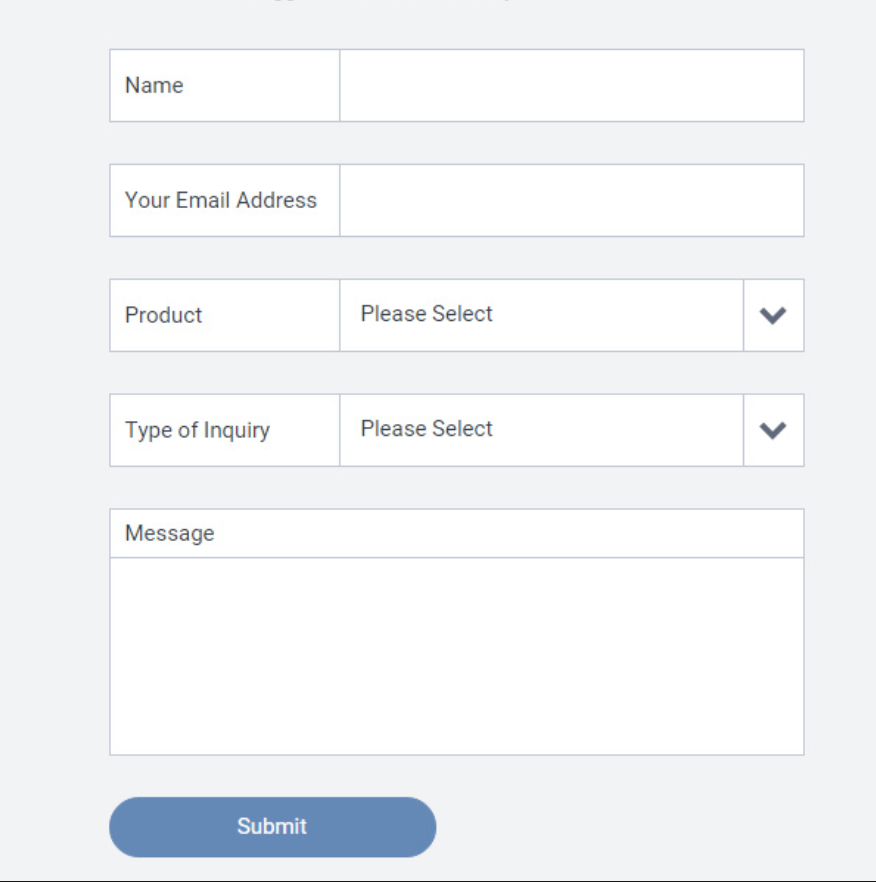 Name
Your Email Address
Product Please Select
Type of Inquiry Please Select
Message
Submit